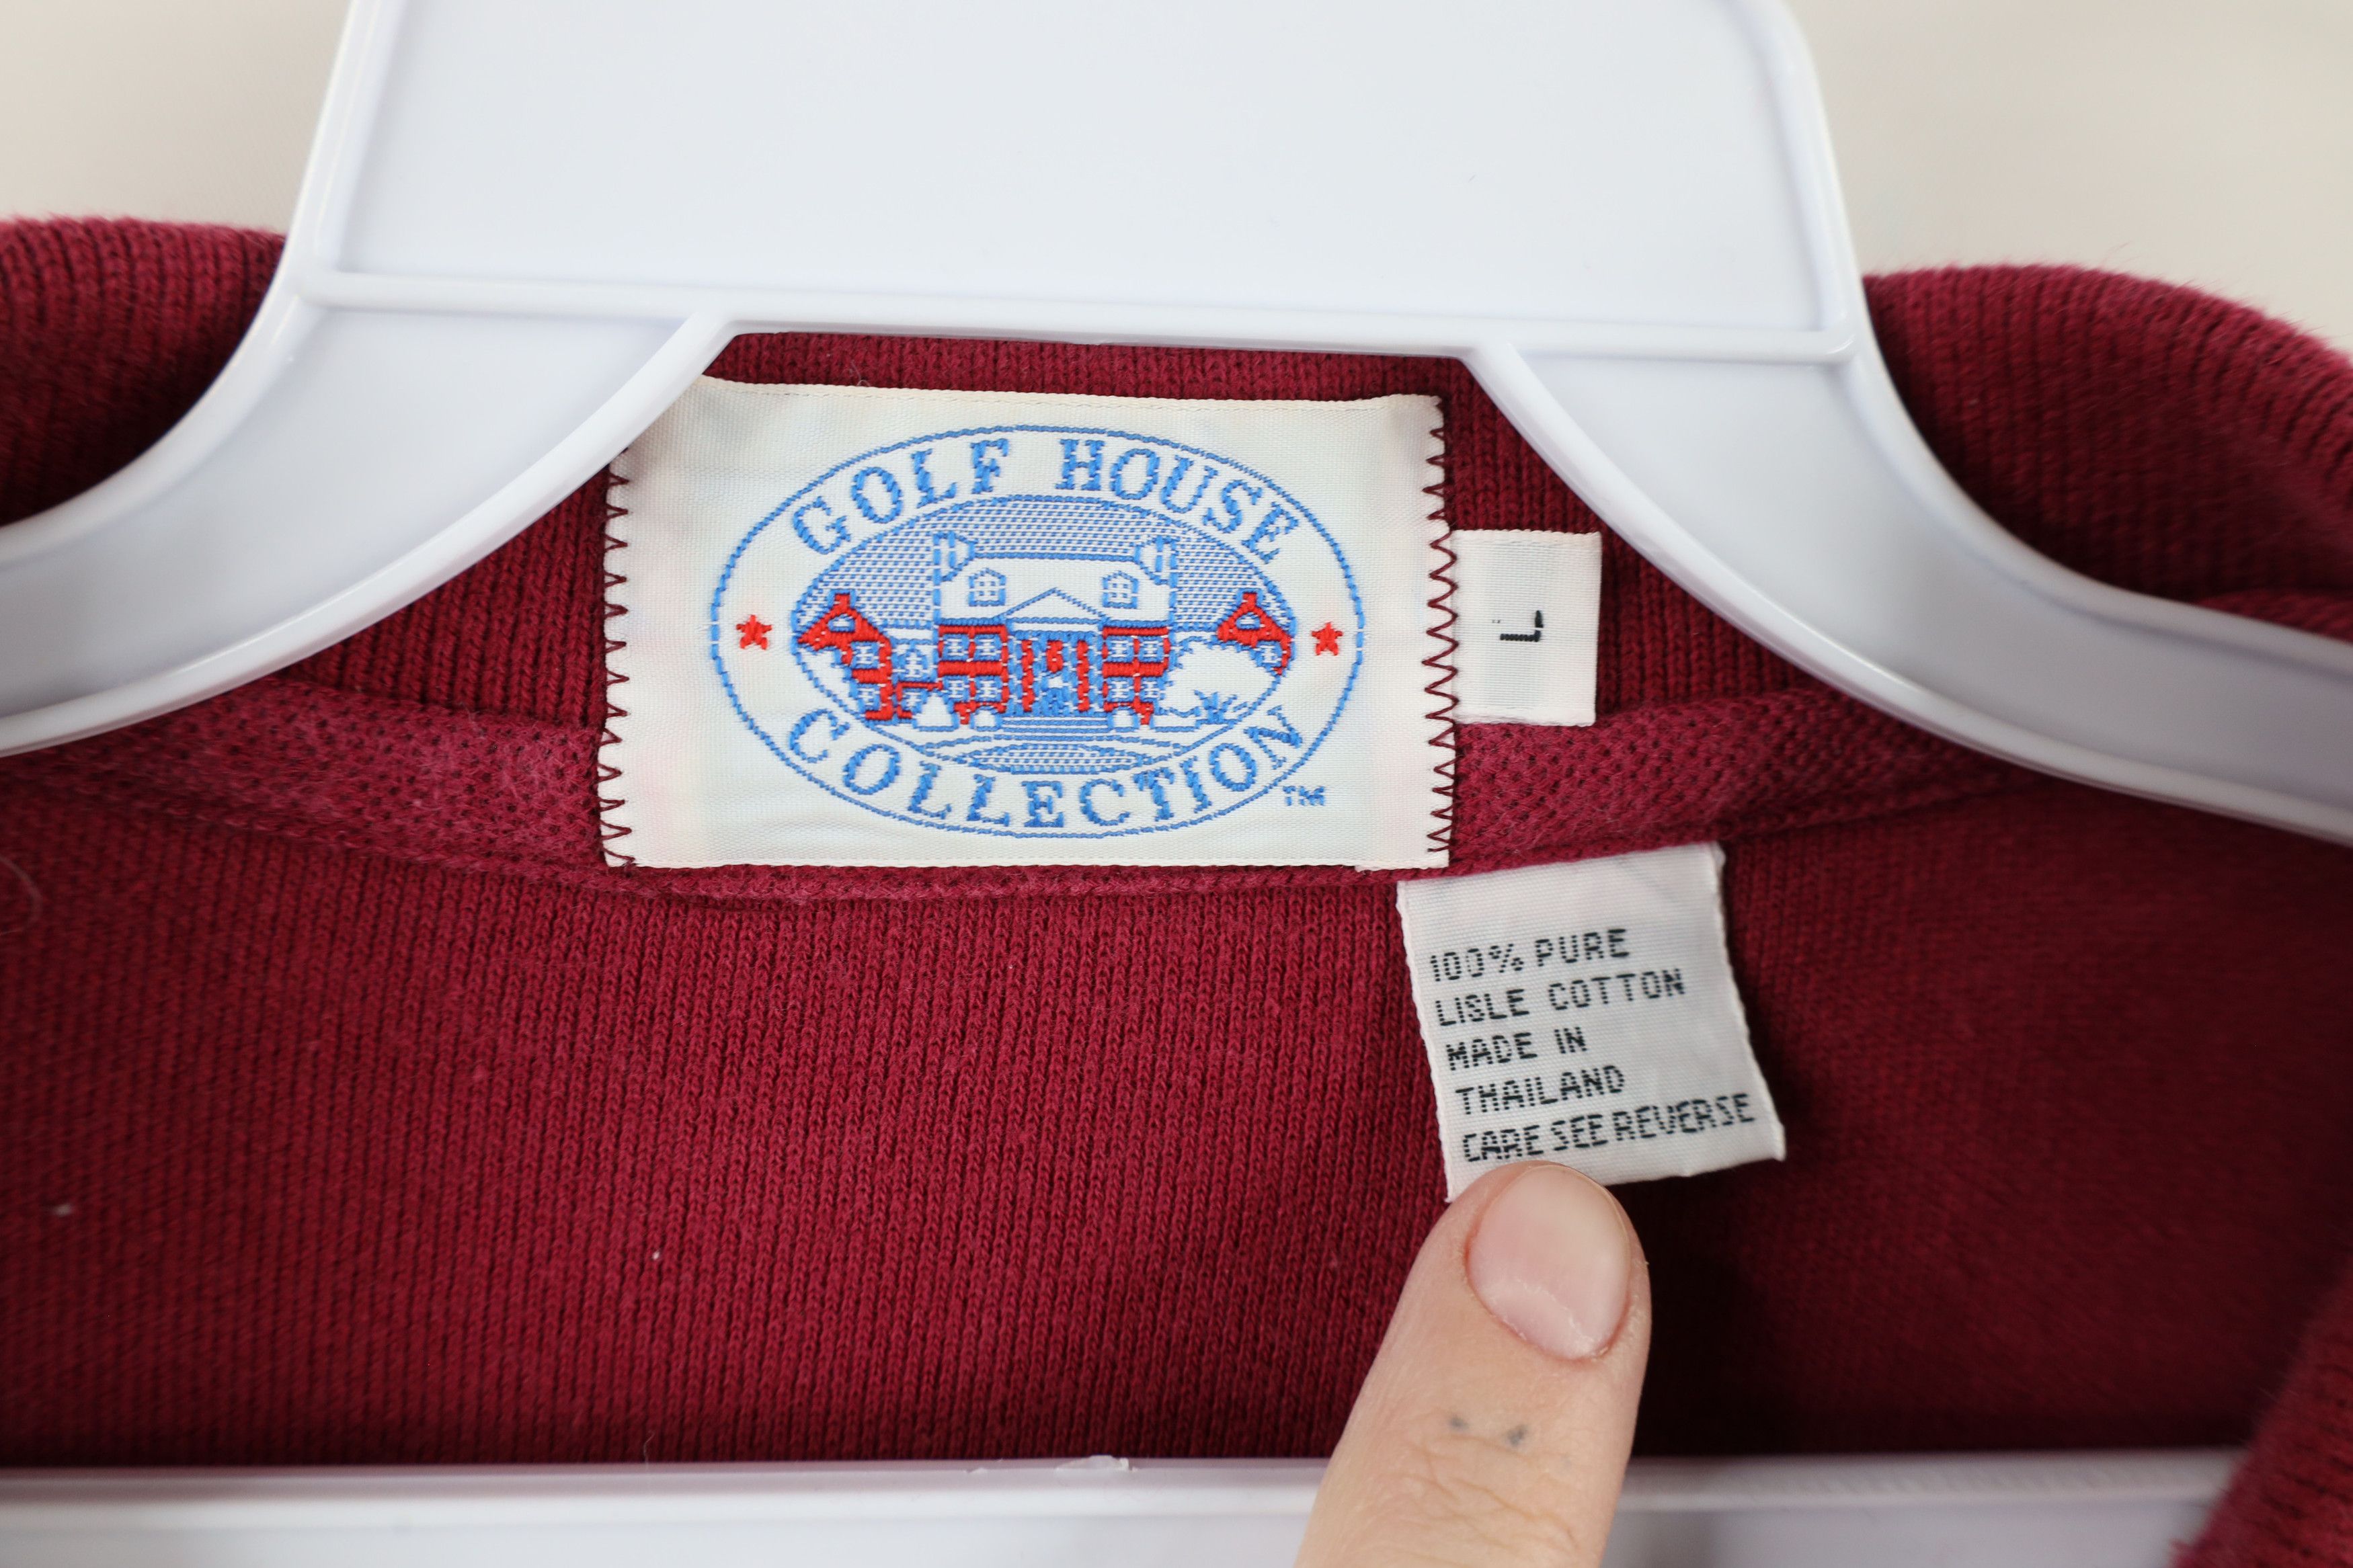 GOLF HOUSE
COLLECTION
TM
L
100% PURE
LISLE COTTON
MADE IN
THAILAND
CARE SEE REVERSE